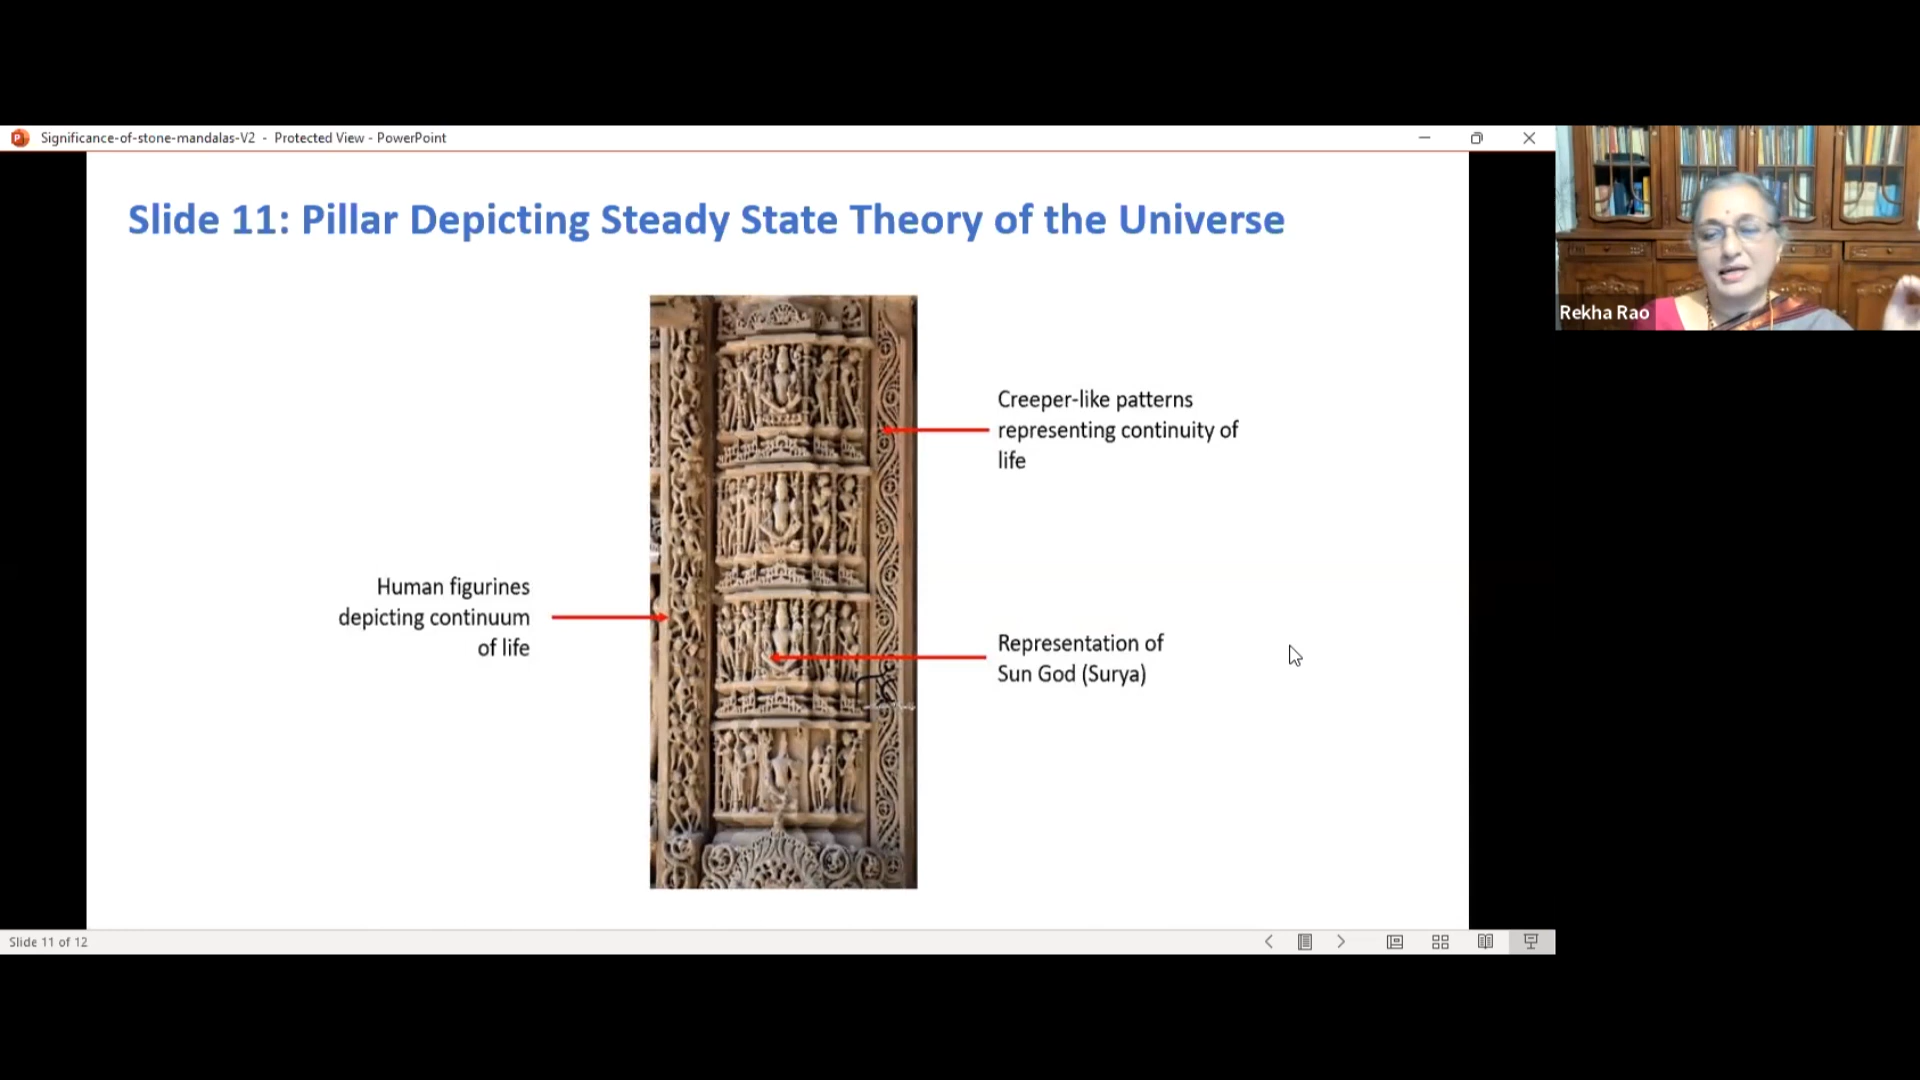 Significance-of-stone-mandalas-V2 - Protected View - PowerPoint
Slide 11: Pillar Depicting Steady State Theory of the Universe
Creeper-like patterns
representing continuity of
life
Human figurines
depicting continuum
of life
Representation of
Sun God (Surya)
Rekha Rao
Slide 11 of 12